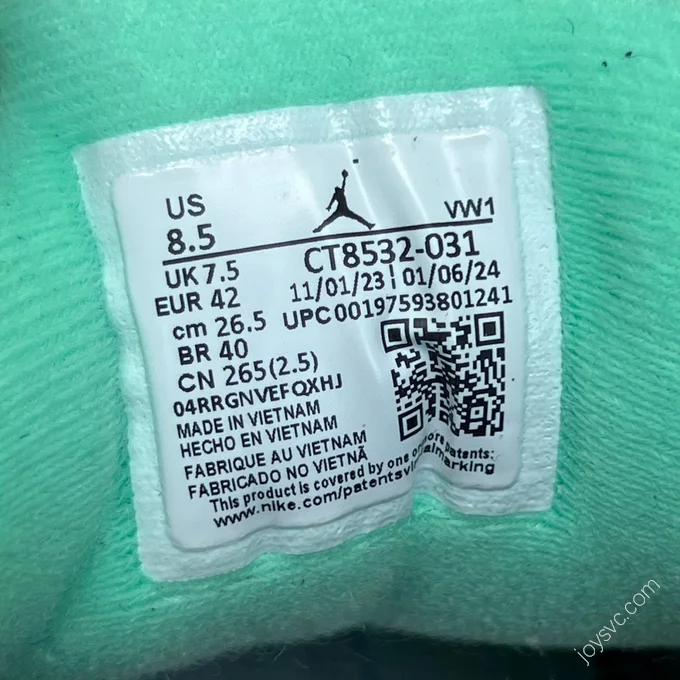 US
8.5
VW1
CT8532-031
UK 7.5
11/01/23 | 01/06/24
EUR 42
UPC00197593801241
cm 26.5
BR 40
CN 265(2.5)
04RRGNVEFQXHJ
MADE IN VIETNAM
HECHO EN VIETNAM
FABRIQUE AU VIETNAM
FABRICADO NO VIETNÃ
This product is covered by one or more patents:
www.nike.com/patentsvirtualmarking
joysvc.com